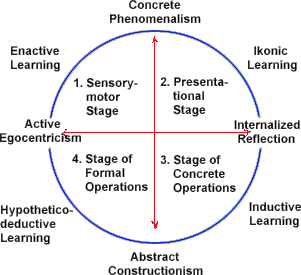 Concrete
Phenomenalism
Enactive
Learning
Ikonic
Learning
1. Sensory-
motor
Stage
2. Presenta-
tional
Stage
Active
Egocentricism
Internalized
Reflection
4. Stage of
Formal
Operations
3. Stage of
Concrete
Operations
Hypothetico-
deductive
Learning
Inductive
Learning
Abstract
Constructionism